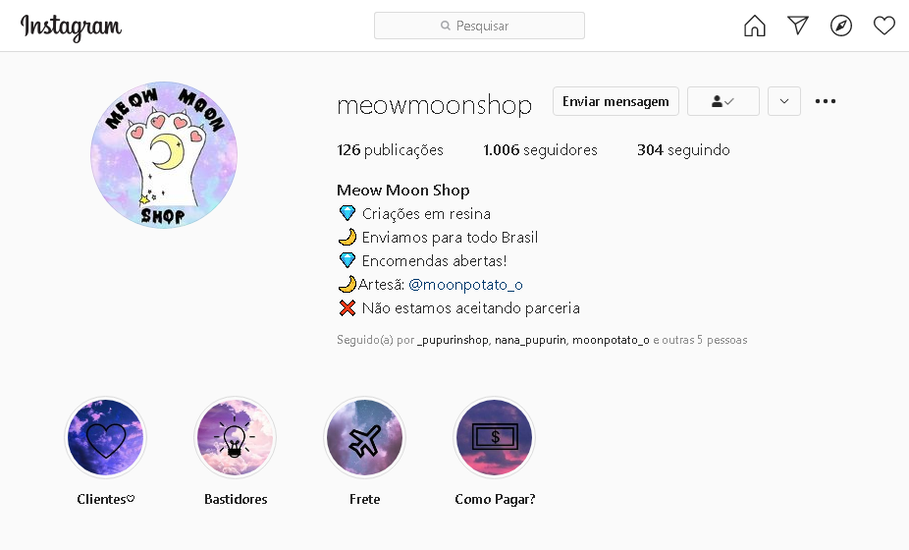 Instagram
Pesquisar
MEOW MOON
SHOP
meowmoonshop
Enviar mensagem
126 publicações 1.006 seguidores 304 seguindo
Meow Moon Shop
💎 Criações em resina
🌙 Enviamos para todo Brasil
💎 Encomendas abertas!
🌙Artesã: @moonpotato_o
❌ Não estamos aceitando parceria
Seguido(a) por _pupurinshop, nana_pupurin, moonpotato_o e outras 5 pessoas
$
Clientes♡ Bastidores Frete Como Pagar?